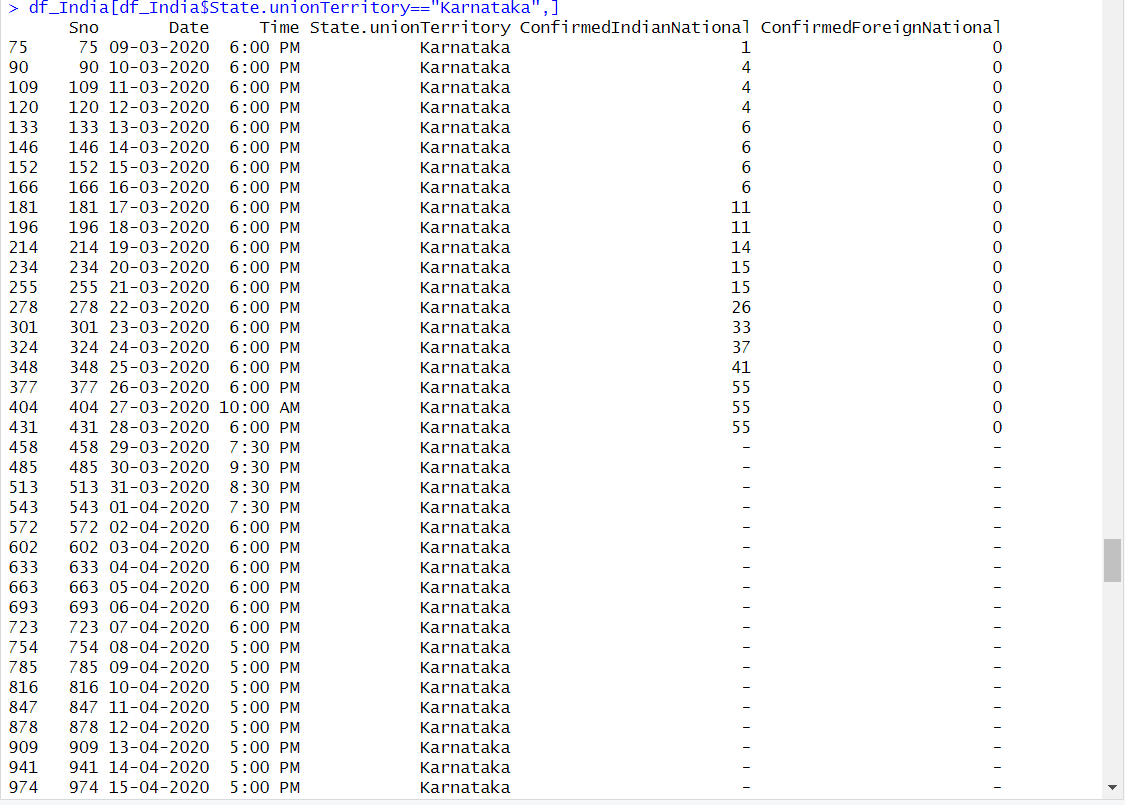 > df_India[df_India$State.unionTerritory=="Karnataka",]
Sno Date Time State.unionTerritory ConfirmedIndianNational ConfirmedForeignNational
75 75 09-03-2020 6:00 PM Karnataka 1 0
90 90 10-03-2020 6:00 PM Karnataka 4 0
109 109 11-03-2020 6:00 PM Karnataka 4 0
120 120 12-03-2020 6:00 PM Karnataka 4 0
133 133 13-03-2020 6:00 PM Karnataka 6 0
146 146 14-03-2020 6:00 PM Karnataka 6 0
152 152 15-03-2020 6:00 PM Karnataka 6 0
166 166 16-03-2020 6:00 PM Karnataka 6 0
181 181 17-03-2020 6:00 PM Karnataka 11 0
196 196 18-03-2020 6:00 PM Karnataka 11 0
214 214 19-03-2020 6:00 PM Karnataka 14 0
234 234 20-03-2020 6:00 PM Karnataka 15 0
255 255 21-03-2020 6:00 PM Karnataka 15 0
278 278 22-03-2020 6:00 PM Karnataka 26 0
301 301 23-03-2020 6:00 PM Karnataka 33 0
324 324 24-03-2020 6:00 PM Karnataka 37 0
348 348 25-03-2020 6:00 PM Karnataka 41 0
377 377 26-03-2020 6:00 PM Karnataka 55 0
404 404 27-03-2020 10:00 AM Karnataka 55 0
431 431 28-03-2020 6:00 PM Karnataka 55 0
458 458 29-03-2020 7:30 PM Karnataka - -
485 485 30-03-2020 9:30 PM Karnataka - -
513 513 31-03-2020 8:30 PM Karnataka - -
543 543 01-04-2020 7:30 PM Karnataka - -
572 572 02-04-2020 6:00 PM Karnataka - -
602 602 03-04-2020 6:00 PM Karnataka - -
633 633 04-04-2020 6:00 PM Karnataka - -
663 663 05-04-2020 6:00 PM Karnataka - -
693 693 06-04-2020 6:00 PM Karnataka - -
723 723 07-04-2020 6:00 PM Karnataka - -
754 754 08-04-2020 5:00 PM Karnataka - -
785 785 09-04-2020 5:00 PM Karnataka - -
816 816 10-04-2020 5:00 PM Karnataka - -
847 847 11-04-2020 5:00 PM Karnataka - -
878 878 12-04-2020 5:00 PM Karnataka - -
909 909 13-04-2020 5:00 PM Karnataka - -
941 941 14-04-2020 5:00 PM Karnataka - -
974 974 15-04-2020 5:00 PM Karnataka - -